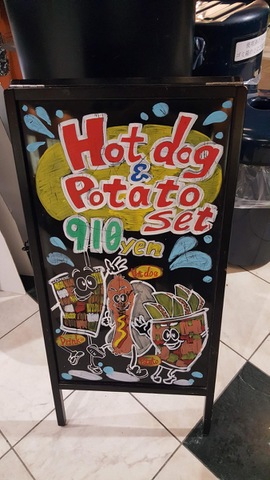 Hot dog
&
Potato
set
910yen
Hotdog
Drink